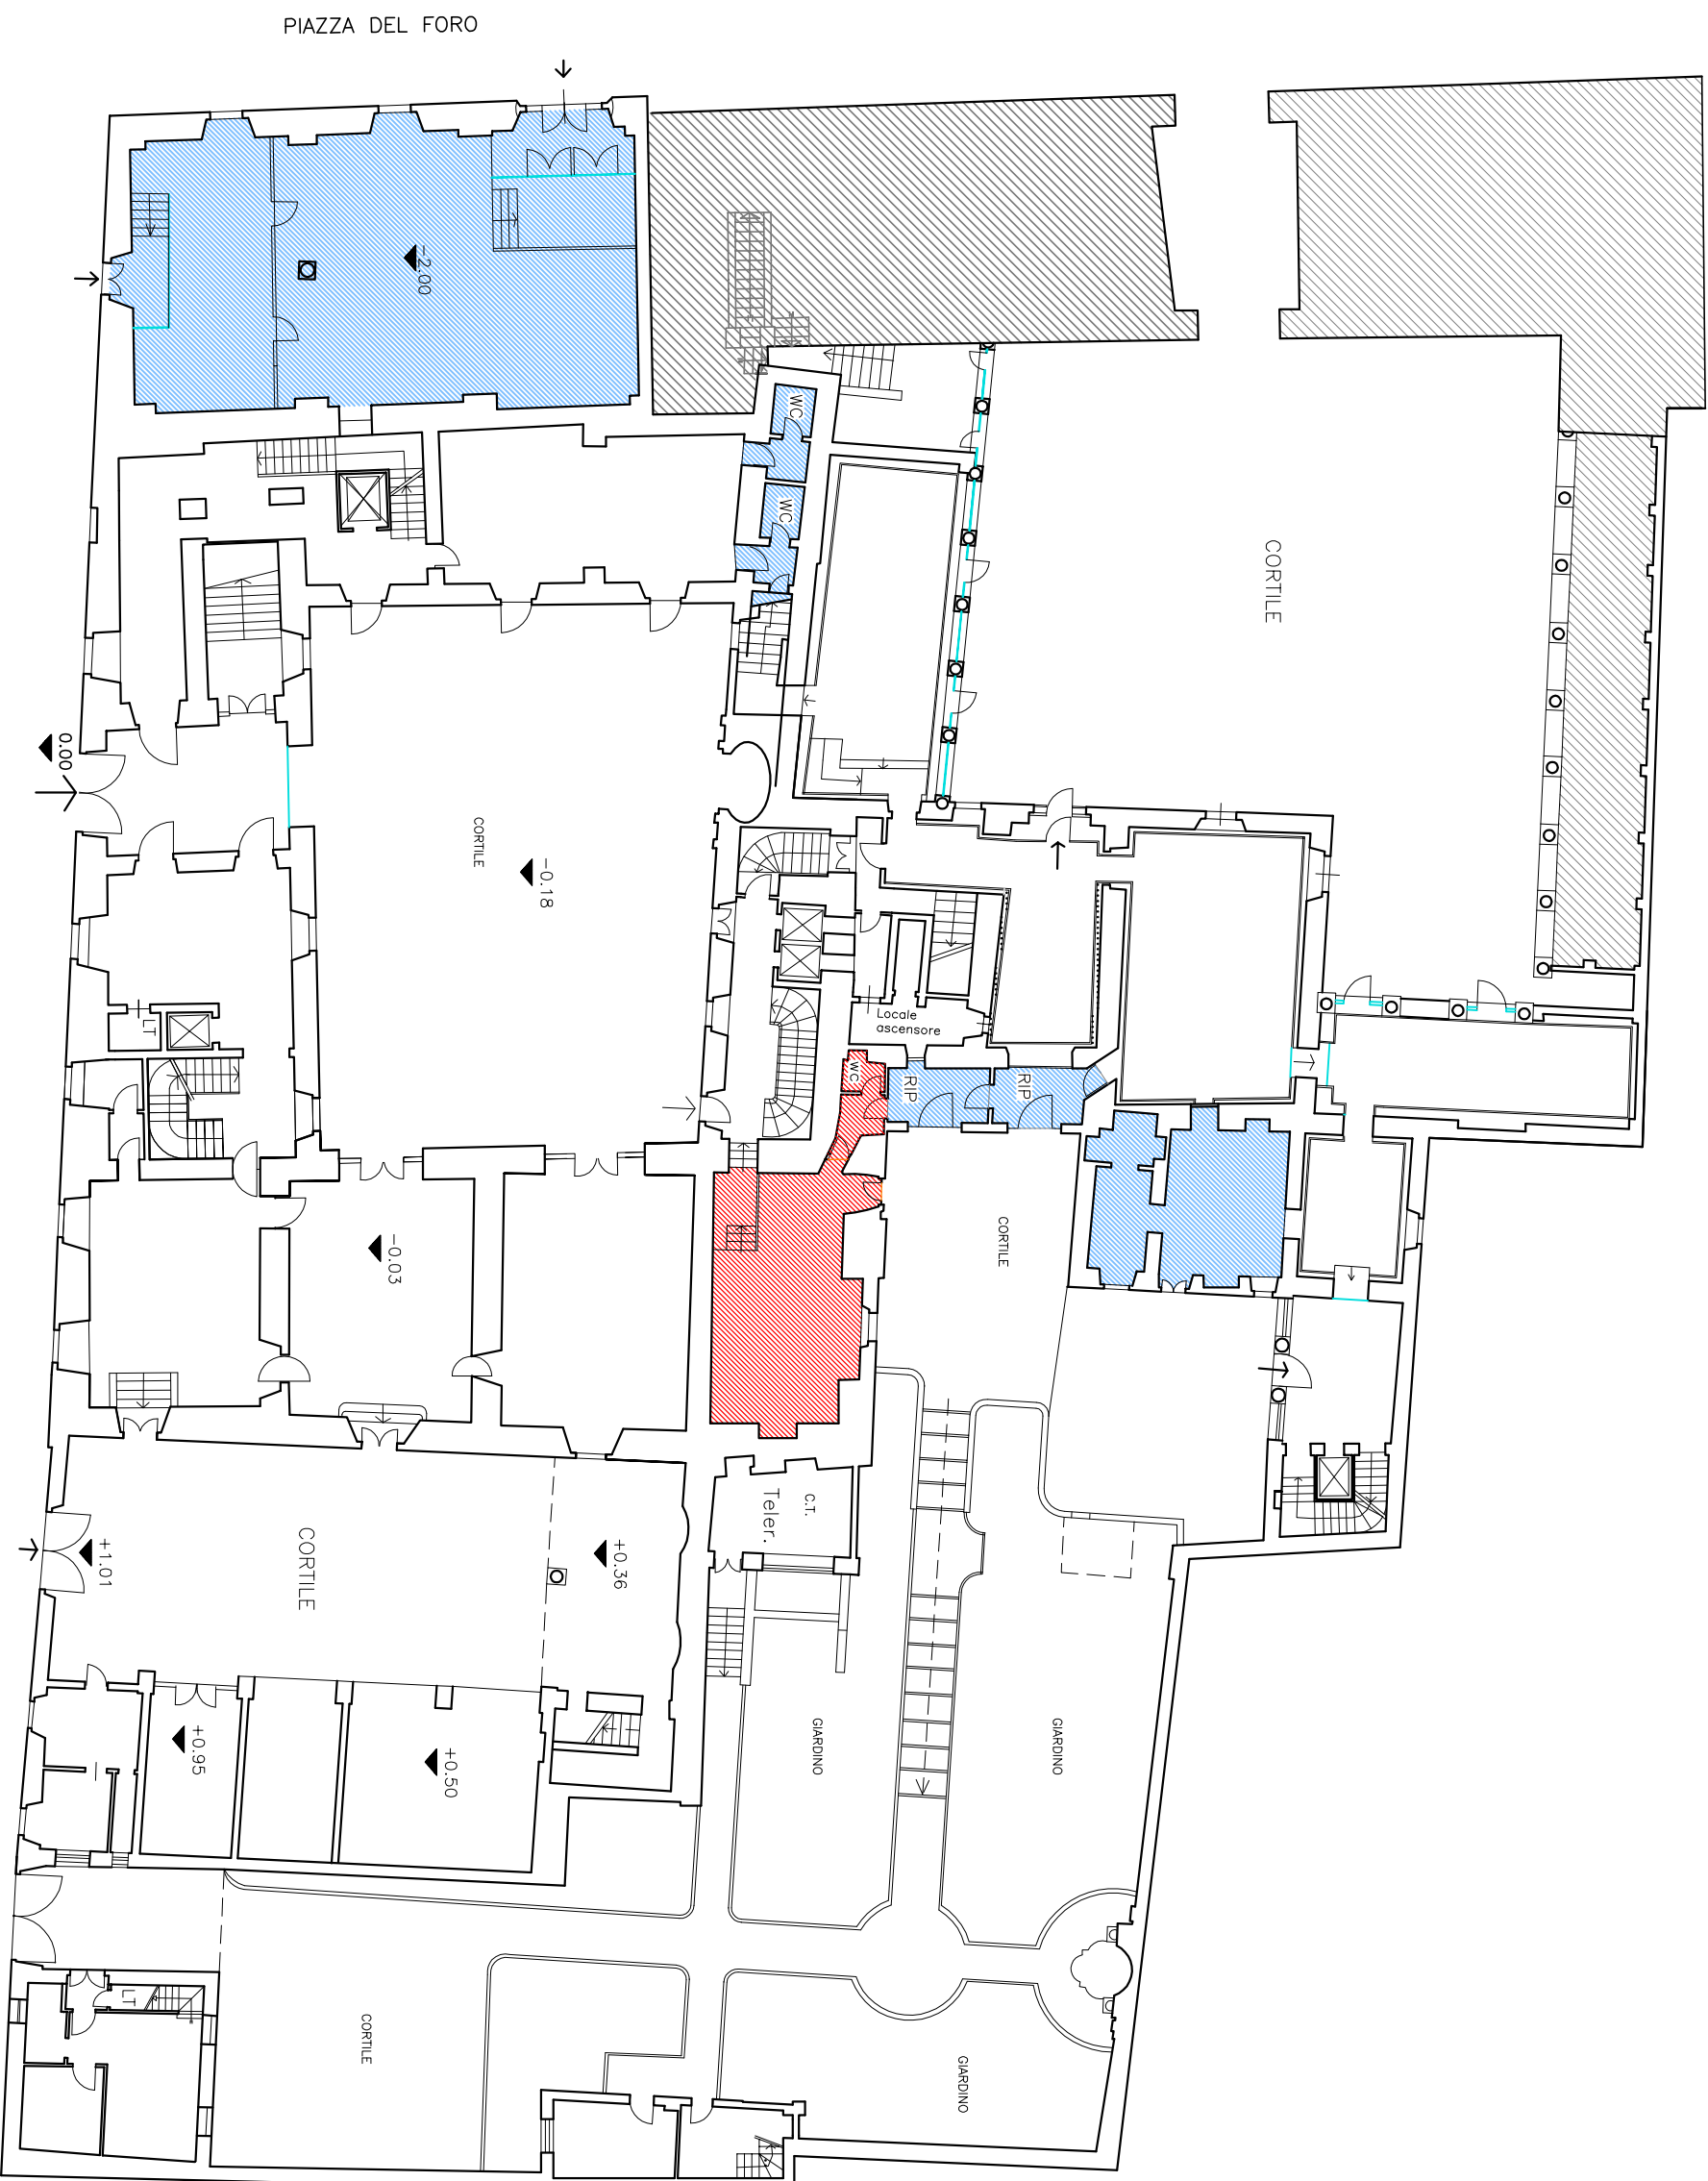 PIAZZA DEL FORO
-2.00
WC
WC
CORTILE
0.00
CORTILE
-0.18
LT
Locale
ascensore
WC
RIP
RIP
CORTILE
-0.03
C.T.
Teler.
+1.01
CORTILE
+0.36
+0.95
+0.50
GIARDINO
GIARDINO
LT
CORTILE
GIARDINO